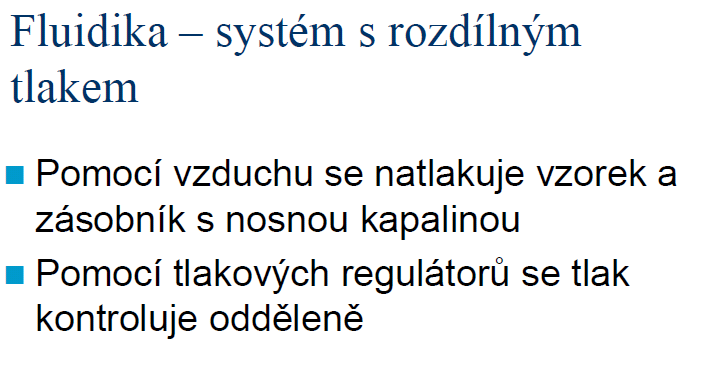 Fluidika – systém s rozdílným
tlakem
Pomocí vzduchu se natlakuje vzorek a
zásobník s nosnou kapalinou
Pomocí tlakových regulátorů se tlak
kontroluje odděleně